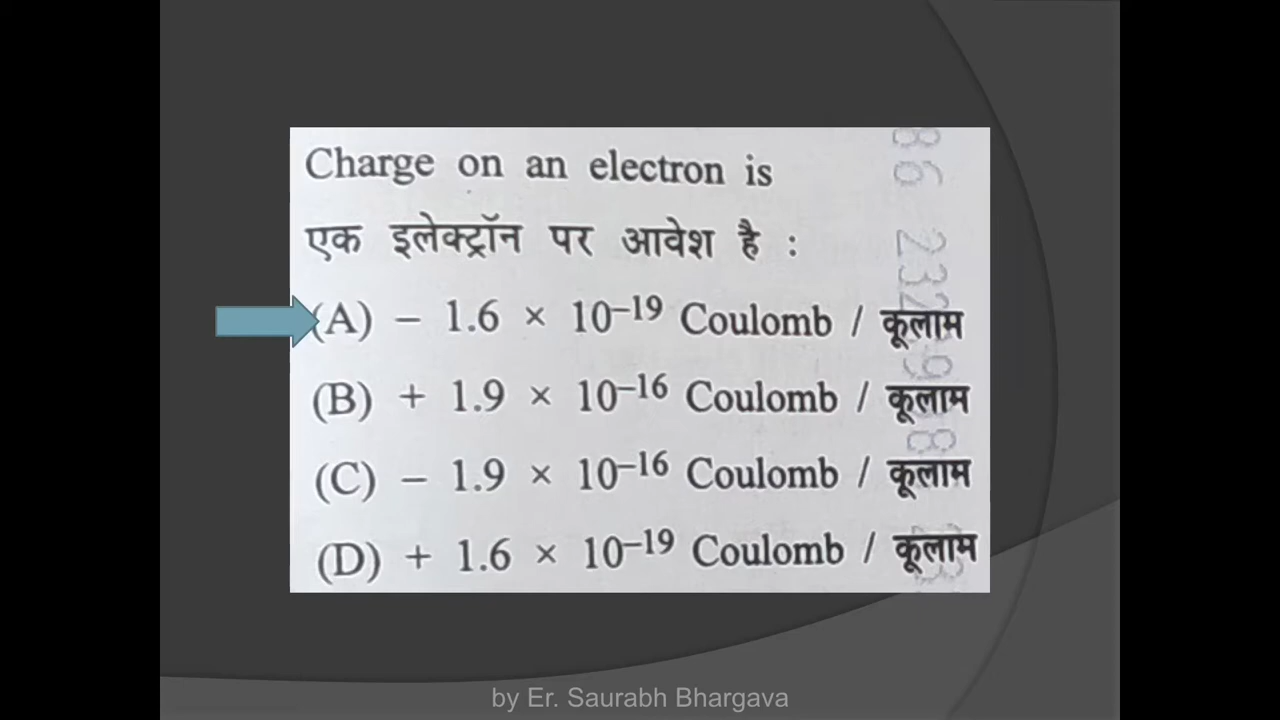 Charge on an electron is
एक इलेक्ट्रॉन पर आवेश है :
(A) – 1.6 × 10–19 Coulomb / कूलाम
(B) + 1.9 × 10–16 Coulomb / कूलाम
(C) – 1.9 × 10–16 Coulomb / कूलाम
(D) + 1.6 × 10–19 Coulomb / कूलाम
by Er. Saurabh Bhargava